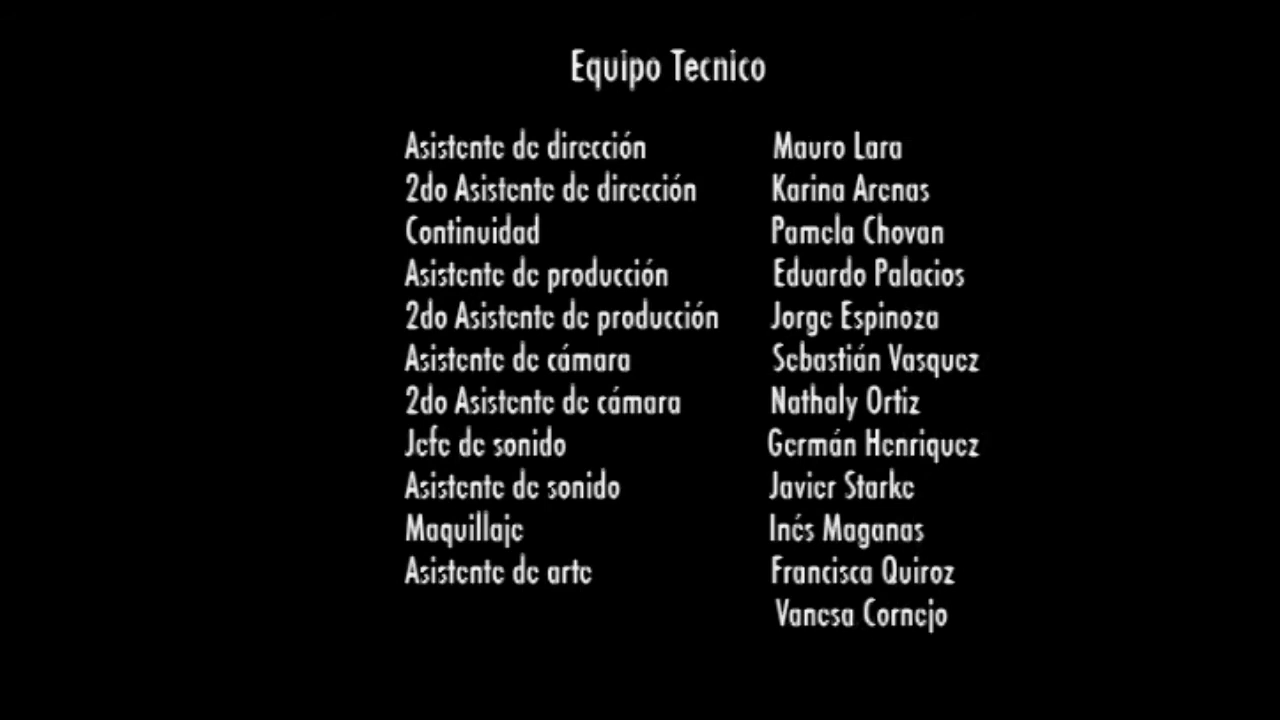 Equipo Tecnico
Asistente de dirección Mauro Lara
2do Asistente de dirección Karina Arenas
Continuidad Pamela Chovan
Asistente de producción Eduardo Palacios
2do Asistente de producción Jorge Espinoza
Asistente de cámara Sebastián Vasquez
2do Asistente de cámara Nathaly Ortiz
Jefe de sonido Germán Henriquez
Asistente de sonido Javier Starke
Maquillaje Inés Maganas
Asistente de arte Francisca Quiroz
Vanesa Cornejo